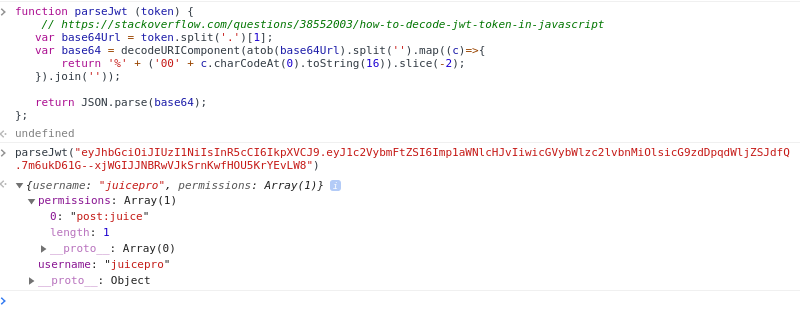 function parseJwt (token) {
// https://stackoverflow.com/questions/38552003/how-to-decode-jwt-token-in-javascript
var base64Url = token.split('.')[1];
var base64 = decodeURIComponent(atob(base64Url).split('').map((c)=>{
return '%' + ('00' + c.charCodeAt(0).toString(16)).slice(-2);
}).join(''));
return JSON.parse(base64);
};
undefined
parseJwt("eyJhbGciOiJIUzI1NiIsInR5cCI6IkpXVCJ9.eyJ1c2VybmFtZSI6Imp1aWNlcHJvIiwicGVybWlzc2lvbnMiOlsicG9zdDpqdWljZSJdfQ
.7m6ukD61G--xjWGIJJNBRwVJkSrnKwfHOU5KrYEvLW8")
{username: "juicepro", permissions: Array(1)} i
permissions: Array(1)
0: "post:juice"
length: 1
__proto__: Array(0)
username: "juicepro"
__proto__: Object